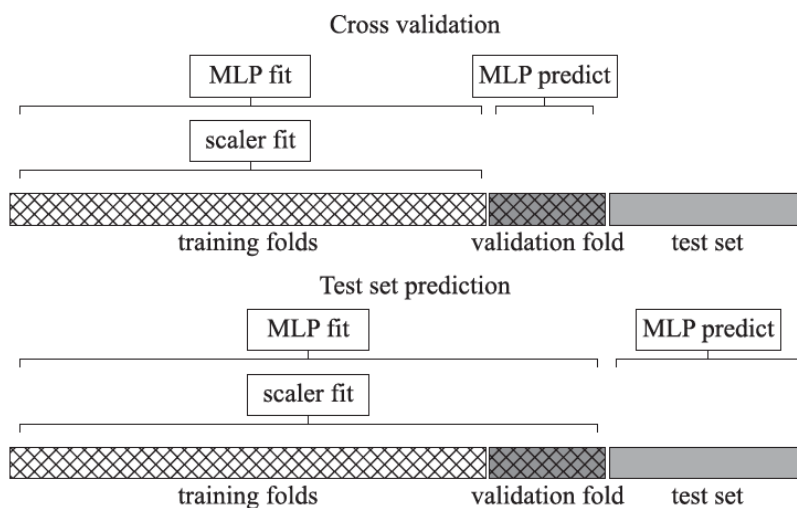 Cross validation
MLP fit MLP predict
scaler fit
training folds validation fold test set
Test set prediction
MLP fit MLP predict
scaler fit
training folds validation fold test set